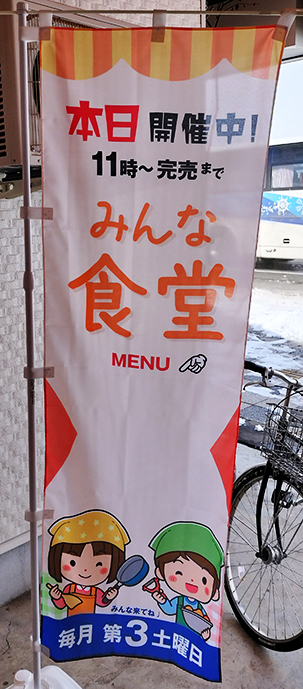 本日 開催中!
11時~完売まで
みんな
食堂
MENU
みんな来てね♪
毎月 第3土曜日